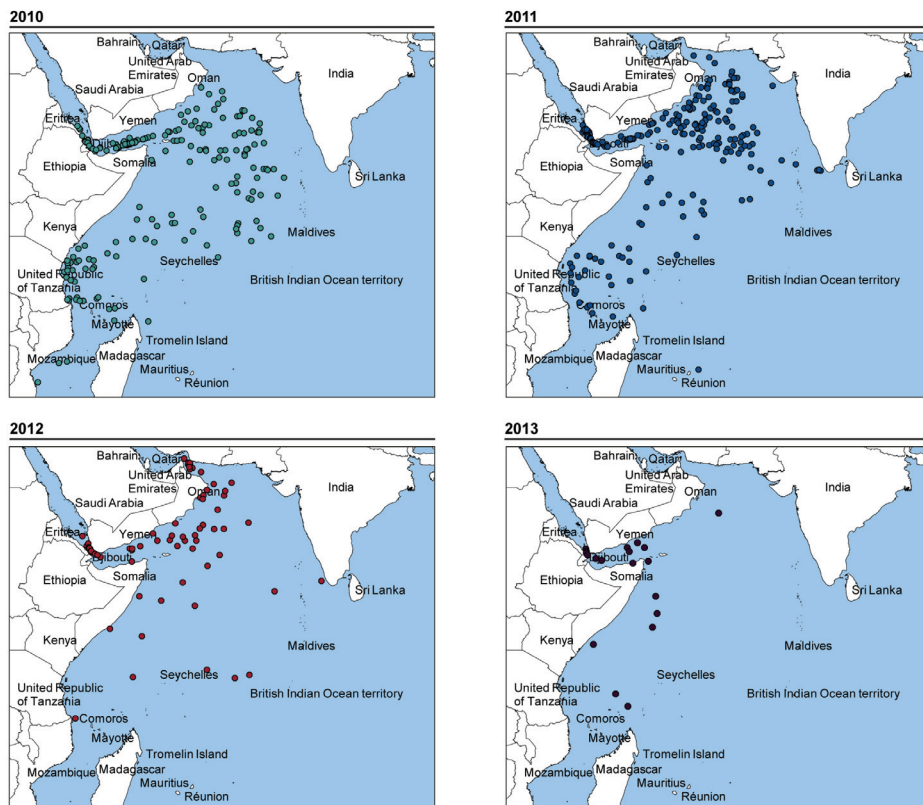 2010
Bahrain
Qatar
United Arab
Emirates
Oman
India
Saudi Arabia
Eritrea
Yemen
Djibouti
Ethiopia
Somalia
Sri Lanka
Kenya
Maldives
Seychelles
United Republic
of Tanzania
British Indian Ocean territory
Comoros
Mayotte
Tromelin Island
Mozambique
Madagascar
Mauritius
Réunion
2011
Bahrain
Qatar
United Arab
Emirates
Oman
India
Saudi Arabia
Eritrea
Yemen
Djibouti
Ethiopia
Somalia
Sri Lanka
Kenya
Maldives
Seychelles
United Republic
of Tanzania
British Indian Ocean territory
Comoros
Mayotte
Tromelin Island
Mozambique
Madagascar
Mauritius
Réunion
2012
Bahrain
Qatar
United Arab
Emirates
Oman
India
Saudi Arabia
Eritrea
Yemen
Djibouti
Ethiopia
Somalia
Sri Lanka
Kenya
Maldives
Seychelles
United Republic
of Tanzania
British Indian Ocean territory
Comoros
Mayotte
Tromelin Island
Mozambique
Madagascar
Mauritius
Réunion
2013
Bahrain
Qatar
United Arab
Emirates
Oman
India
Saudi Arabia
Eritrea
Yemen
Djibouti
Ethiopia
Somalia
Sri Lanka
Kenya
Maldives
Seychelles
United Republic
of Tanzania
British Indian Ocean territory
Comoros
Mayotte
Tromelin Island
Mozambique
Madagascar
Mauritius
Réunion